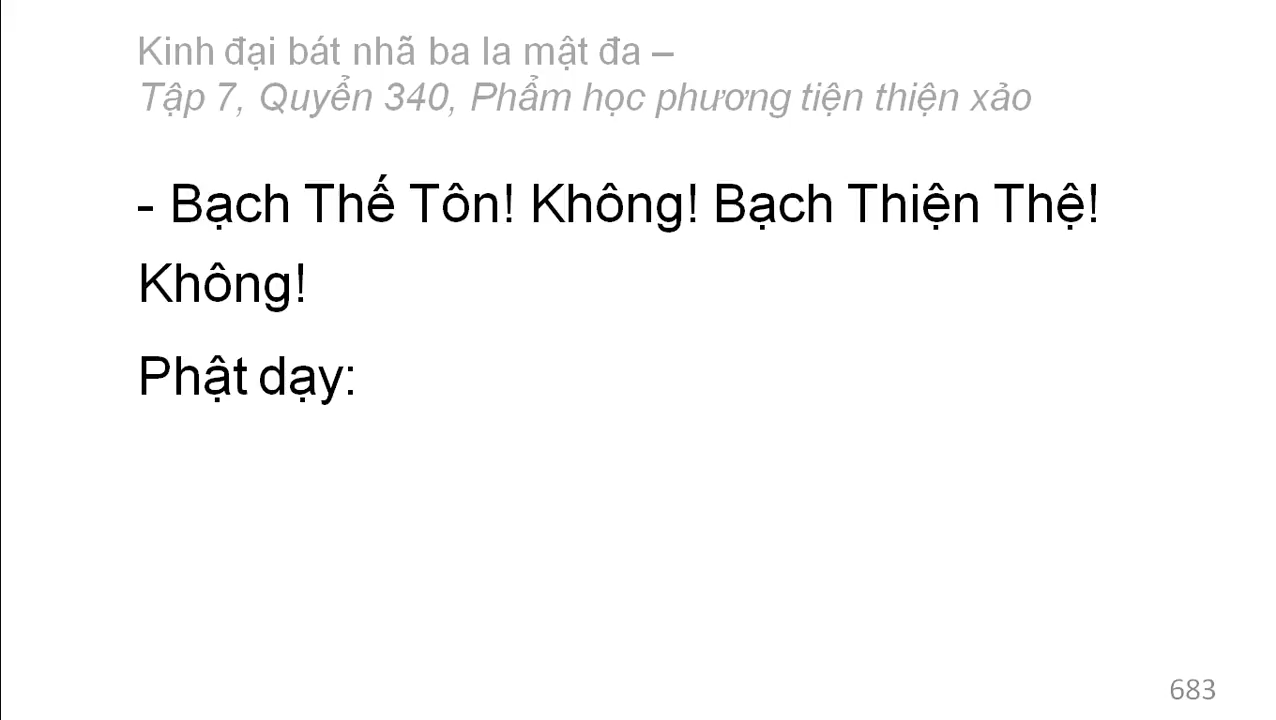 Kinh đại bát nhã ba la mật đa –
Tập 7, Quyển 340, Phẩm học phương tiện thiện xảo
- Bạch Thế Tôn! Không! Bạch Thiện Thệ!
Không!
Phật dạy:
683